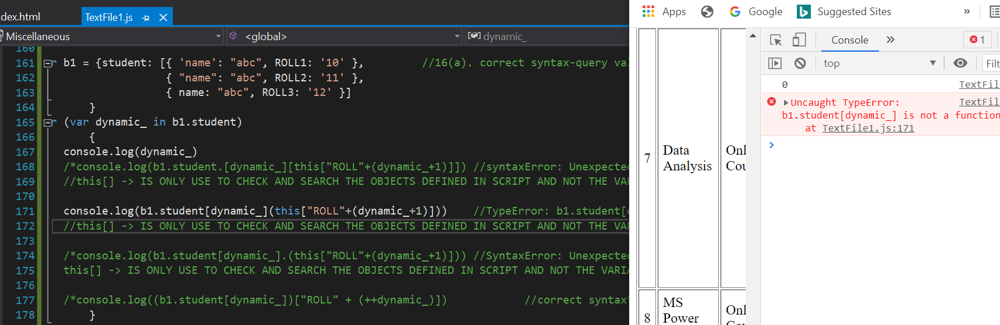 dex.html
TextFile1.js
Miscellaneous
<global>
dynamic_
160
161 r b1 = {student: [{ 'name': "abc", ROLL1: '10' }, //16(a). correct syntax-query va
162 { "name": "abc", ROLL2: '11' },
163 { name: "abc", ROLL3: '12' }]
164 }
165 r (var dynamic_ in b1.student)
166 {
167 console.log(dynamic_)
168 /*console.log(b1.student.[dynamic_][this["ROLL"+(dynamic_+1)]]) //syntaxError: Unexpected
169 //this[] -> IS ONLY USE TO CHECK AND SEARCH THE OBJECTS DEFINED IN SCRIPT AND NOT THE VA
170
171 console.log(b1.student[dynamic_](this["ROLL"+(dynamic_+1)])) //TypeError: b1.student[
172 //this[] -> IS ONLY USE TO CHECK AND SEARCH THE OBJECTS DEFINED IN SCRIPT AND NOT THE VA
173
174 /*console.log(b1.student[dynamic_].(this["ROLL"+(dynamic_+1)])) //SyntaxError: Unexpected
175 this[] -> IS ONLY USE TO CHECK AND SEARCH THE OBJECTS DEFINED IN SCRIPT AND NOT THE VARI
176
177 /*console.log((b1.student[dynamic_])["ROLL" + (++dynamic_)]) //correct syntax
178 }
Apps Google Suggested Sites »
7
Data
Analysis
Onl
Cou
8
MS
Power
Onl
Console » 1
top Filt
0 TextFil
Uncaught TypeError: TextFil
b1.student[dynamic_] is not a function
at TextFile1.js:171